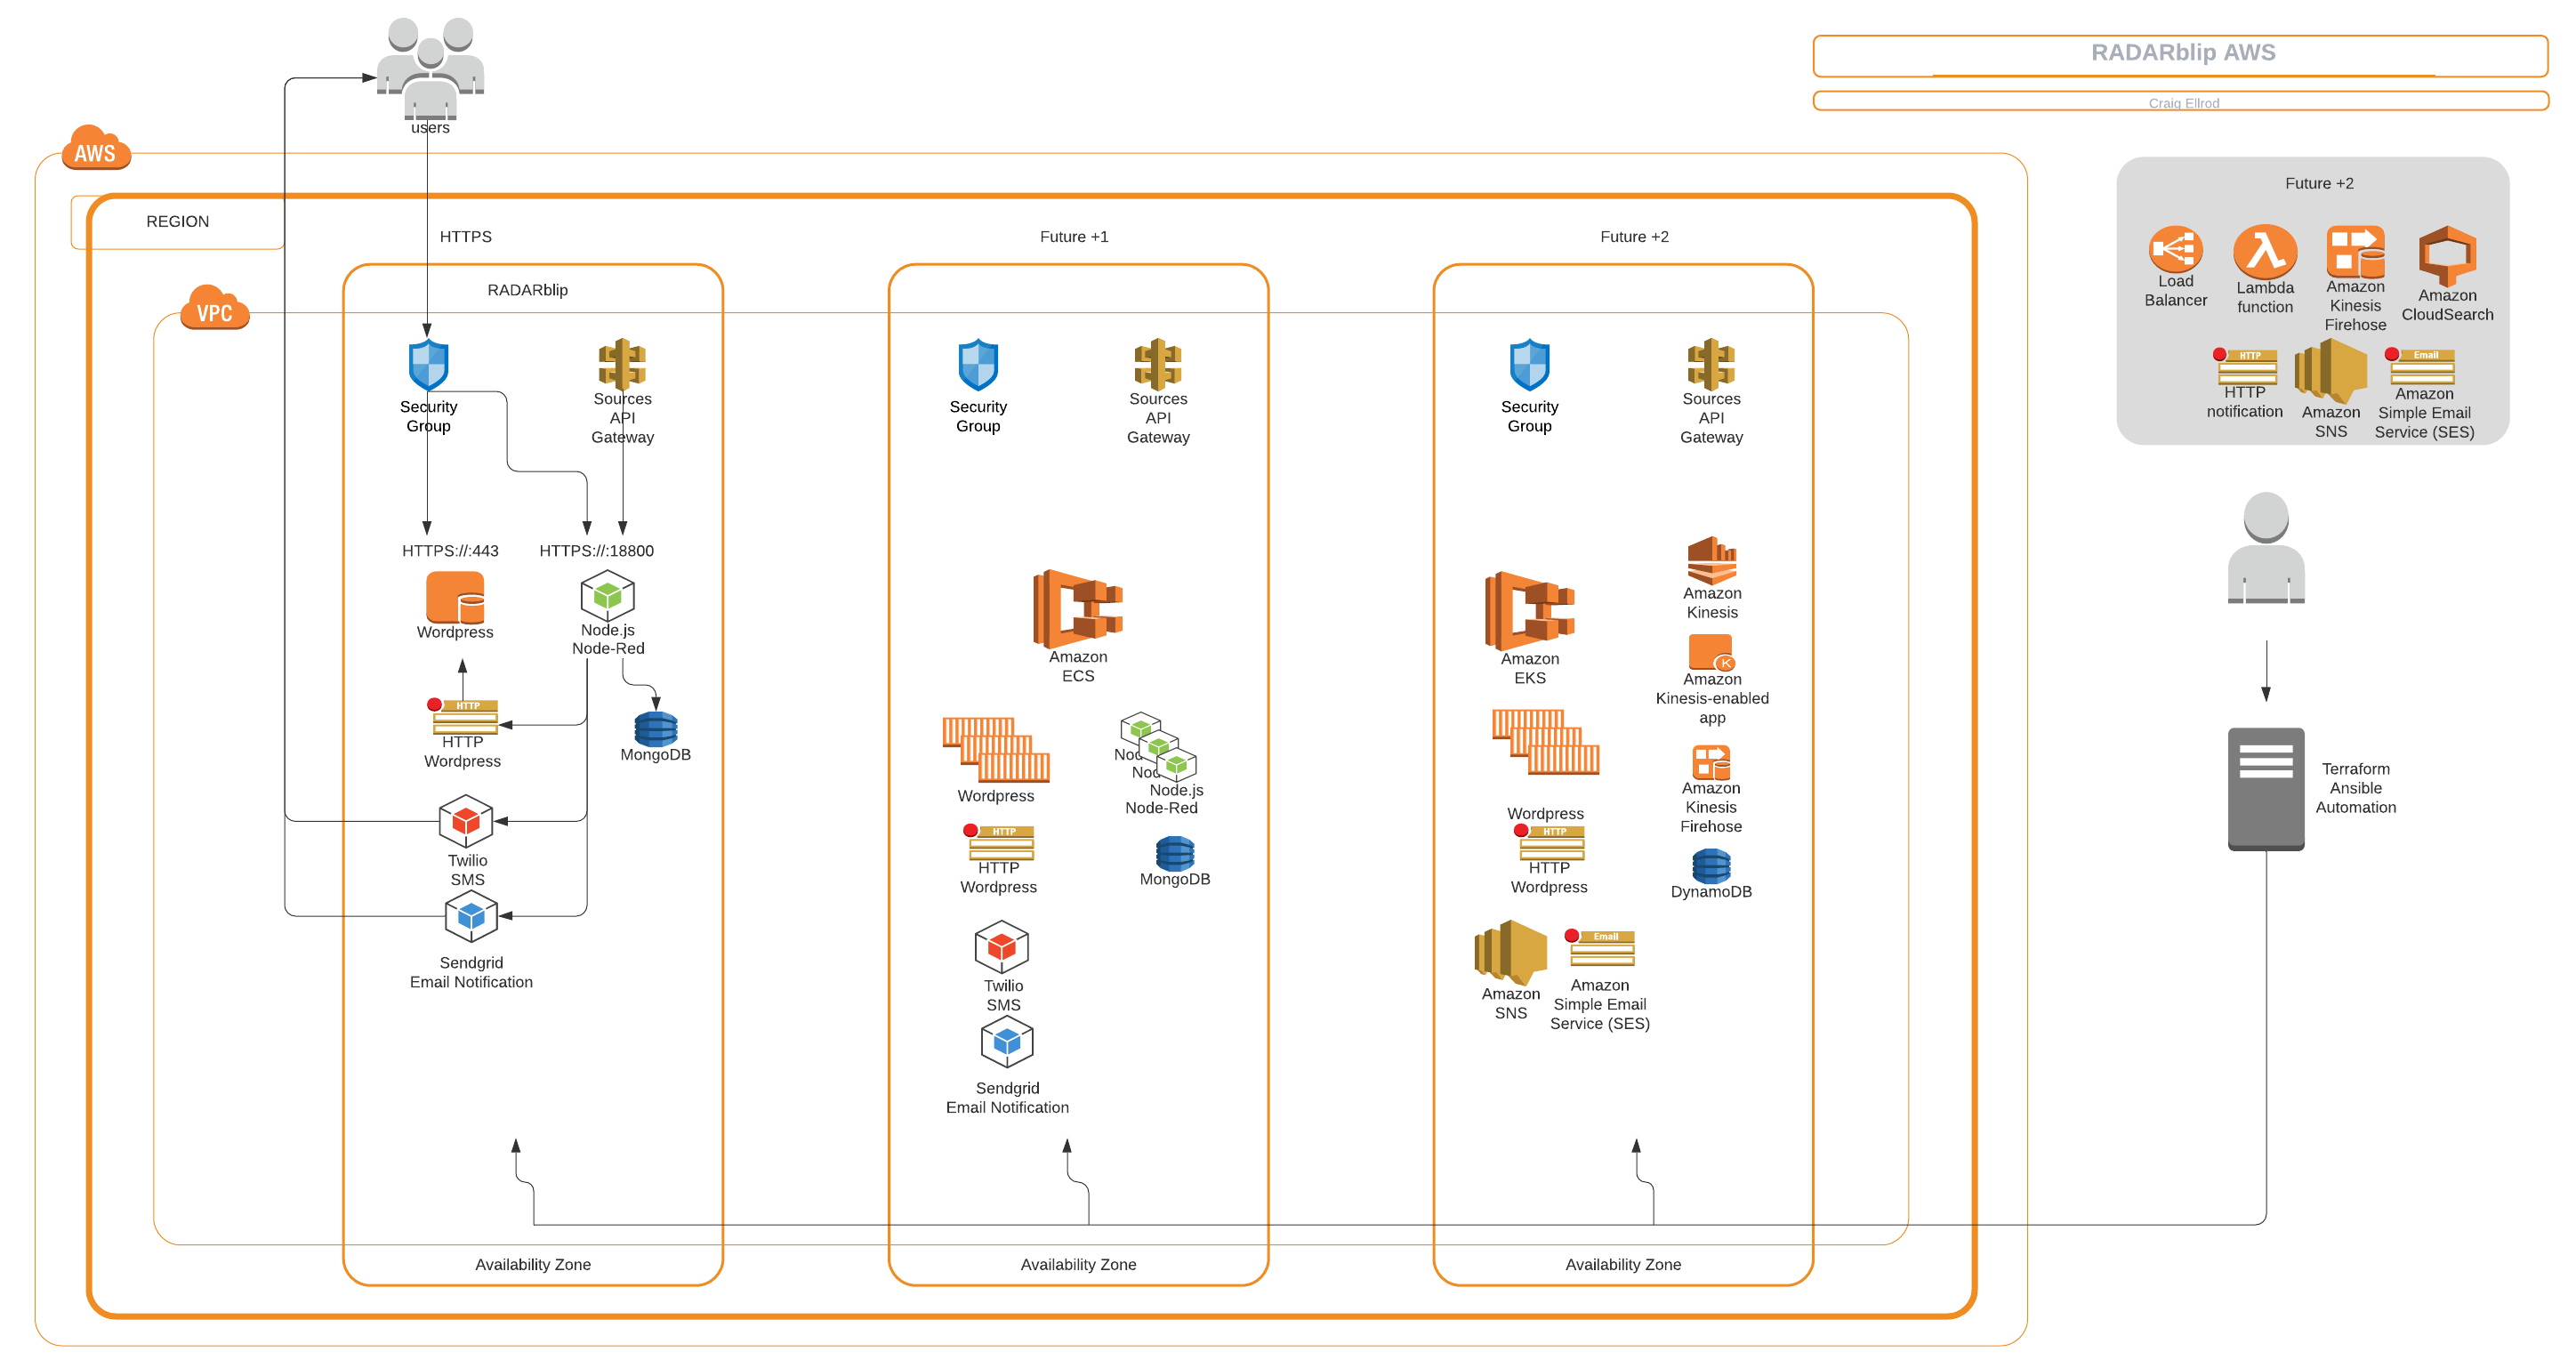 RADARblip AWS
Craig Ellrod
users
AWS
REGION
HTTPS
Future +1
Future +2
VPC
RADARblip
Security
Group
Sources
API
Gateway
HTTPS://:443
HTTPS://:18800
Wordpress
Node.js
Node-Red
HTTP
HTTP
Wordpress
MongoDB
Twilio
SMS
Sendgrid
Email Notification
Availability Zone
Security
Group
Sources
API
Gateway
Amazon
ECS
Wordpress
Nod
Nod
Node.js
Node-Red
HTTP
HTTP
Wordpress
MongoDB
Twilio
SMS
Sendgrid
Email Notification
Availability Zone
Security
Group
Sources
API
Gateway
Amazon
EKS
Amazon
Kinesis
K
Amazon
Kinesis-enabled
app
Amazon
Kinesis
Firehose
Wordpress
HTTP
HTTP
Wordpress
DynamoDB
Amazon
SNS
Email
Amazon
Simple Email
Service (SES)
Availability Zone
Future +2
Load
Balancer
Lambda
function
Amazon
Kinesis
Firehose
Amazon
CloudSearch
HTTP
HTTP
notification
Amazon
SNS
Email
Amazon
Simple Email
Service (SES)
Terraform
Ansible
Automation